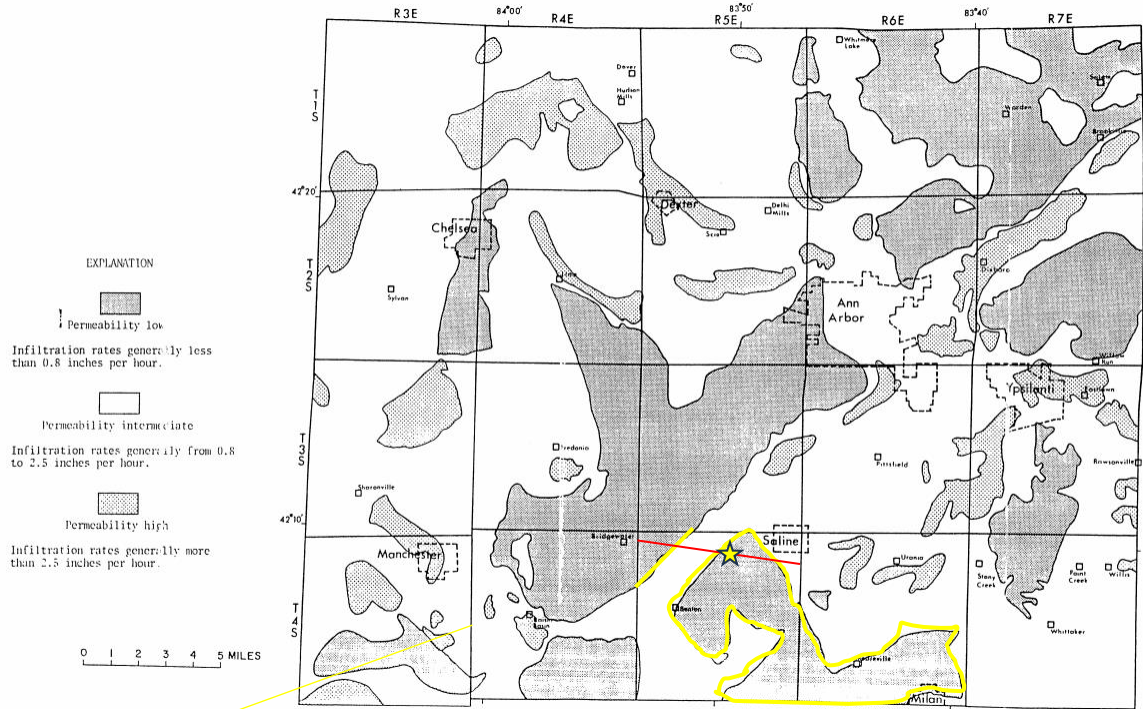 R3E
84°00'
R4E
R5E
83°50'
R6E
83°40'
R7E
Whitmore
Lake
Dover
Hudson
Mills
Salem
T1S
Worden
42°20'
Dexter
Delhi
Mills
Chelsea
Scio
EXPLANATION
Dixboro
T2S
Lima
Sylvan
Ann
Arbor
Permeability low
Infiltration rates generally less
than 0.8 inches per hour.
Willow
Run
Ypsilanti
Permeability intermediate
Infiltration rates generally from 0.8
to 2.5 inches per hour.
T3S
Fredonia
Pittsfield
Rawsonville
Sharonville
Permeability high
42°10'
Infiltration rates generally more
than 2.5 inches per hour.
Bridgewater
Saline
Manchester
Urania
Stony
Creek
Paint
Creek
Willis
Benton
T4S
Whittaker
0 1 2 3 4 5 MILES
Milan